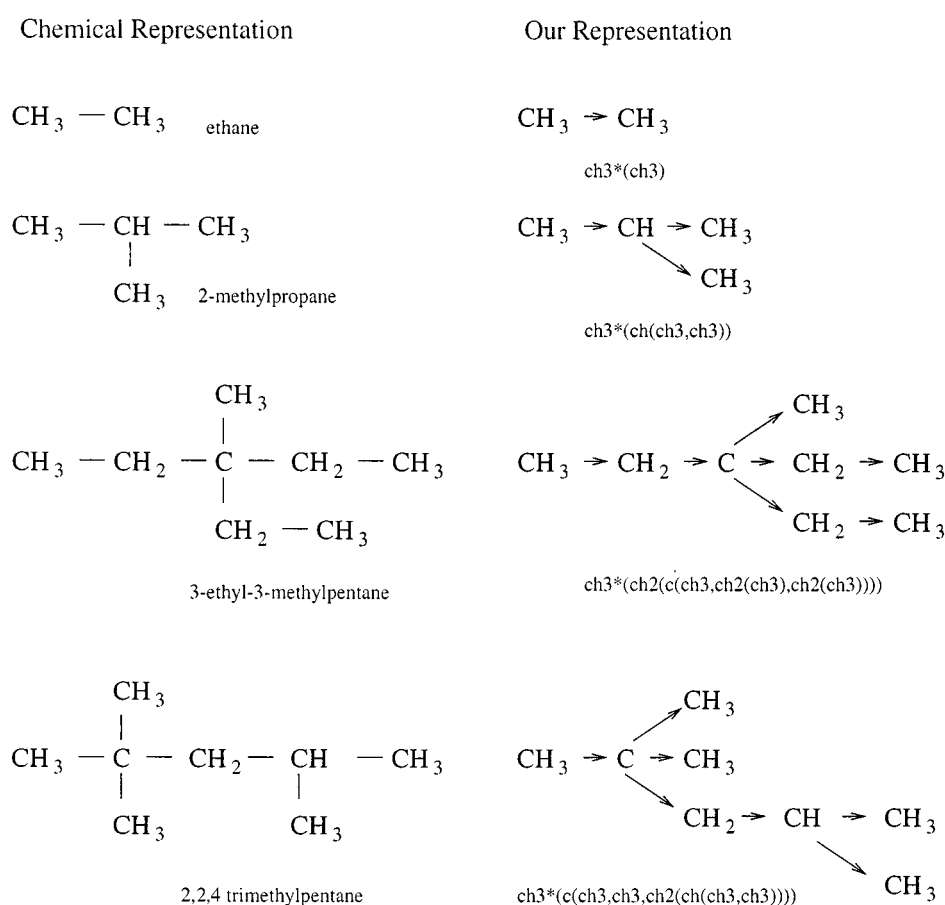 Chemical Representation
Our Representation
CH3 — CH3 ethane
CH3 → CH3
ch3*(ch3)
CH3 — CH — CH3
CH3 2-methylpropane
CH3 → CH → CH3
CH3
ch3*(ch(ch3,ch3))
CH3
CH3 — CH2 — C — CH2 — CH3
CH2 — CH3
3-ethyl-3-methylpentane
CH3
CH3 → CH2 → C → CH2 → CH3
CH2 → CH3
ch3*(ch2(c(ch3,ch2(ch3),ch2(ch3))))
CH3
CH3 — C — CH2 — CH — CH3
CH3 CH3
2,2,4 trimethylpentane
CH3
CH3 → C → CH3
CH2 → CH → CH3
CH3
ch3*(c(ch3,ch3,ch2(ch(ch3,ch3))))